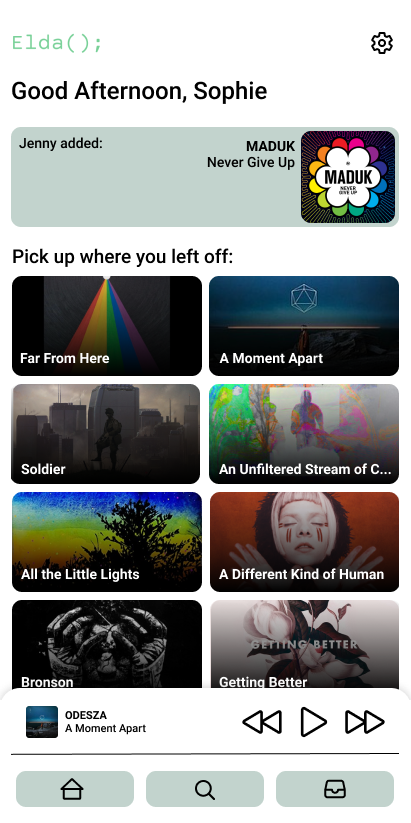 Elda();
Good Afternoon, Sophie
Jenny added:
MADUK
Never Give Up
MADUK
NEVER
GIVE UP
Pick up where you left off:
Far From Here
A Moment Apart
Soldier
An Unfiltered Stream of C...
All the Little Lights
A Different Kind of Human
Bronson
GETTING BETTER
Getting Better
ODESZA
A Moment Apart